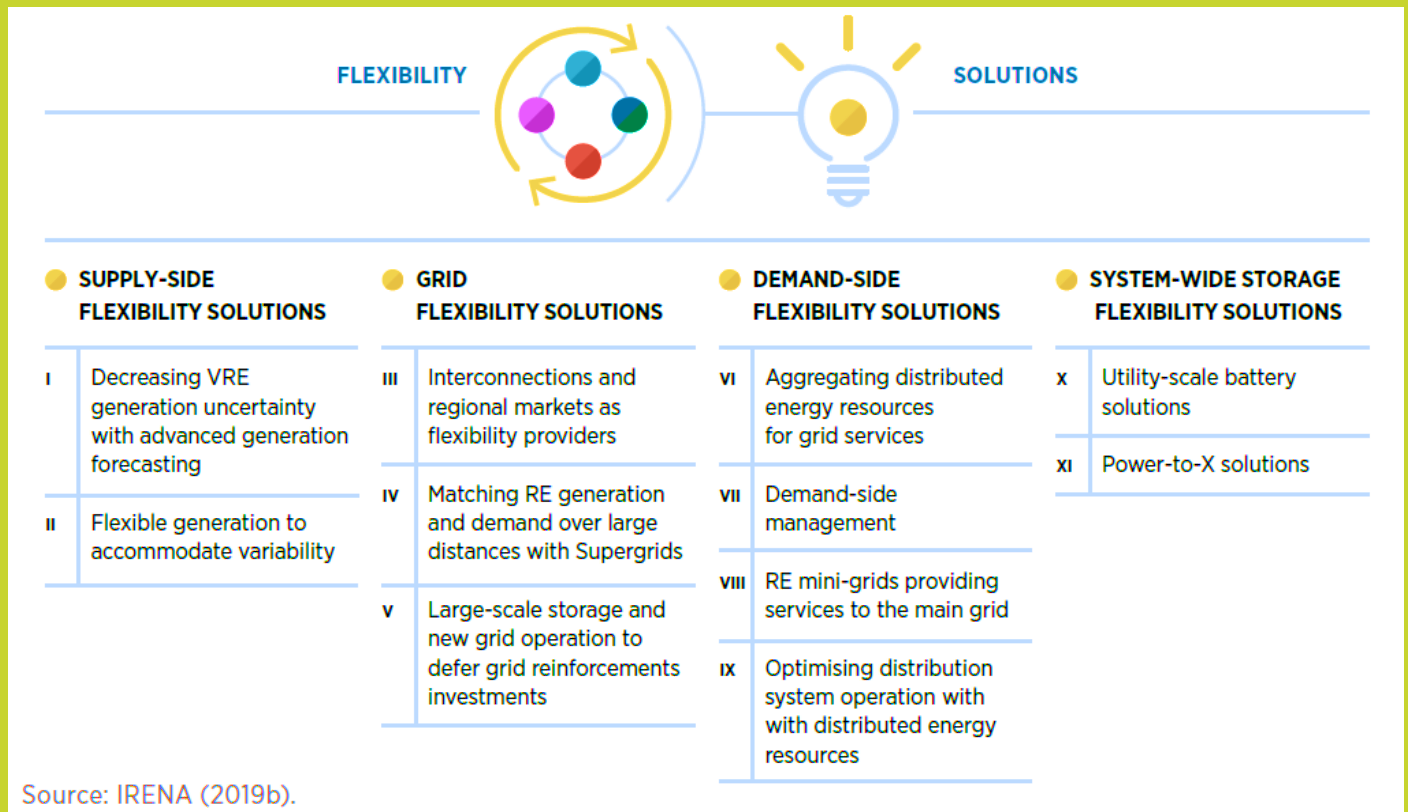 FLEXIBILITY
SOLUTIONS
SUPPLY-SIDE
FLEXIBILITY SOLUTIONS
I
Decreasing VRE
generation uncertainty
with advanced generation
forecasting
II
Flexible generation to
accommodate variability
GRID
FLEXIBILITY SOLUTIONS
III
Interconnections and
regional markets as
flexibility providers
IV
Matching RE generation
and demand over large
distances with Supergrids
V
Large-scale storage and
new grid operation to
defer grid reinforcements
investments
DEMAND-SIDE
FLEXIBILITY SOLUTIONS
VI
Aggregating distributed
energy resources
for grid services
VII
Demand-side
management
VIII
RE mini-grids providing
services to the main grid
IX
Optimising distribution
system operation with
with distributed energy
resources
SYSTEM-WIDE STORAGE
FLEXIBILITY SOLUTIONS
X
Utility-scale battery
solutions
XI
Power-to-X solutions
Source: IRENA (2019b).